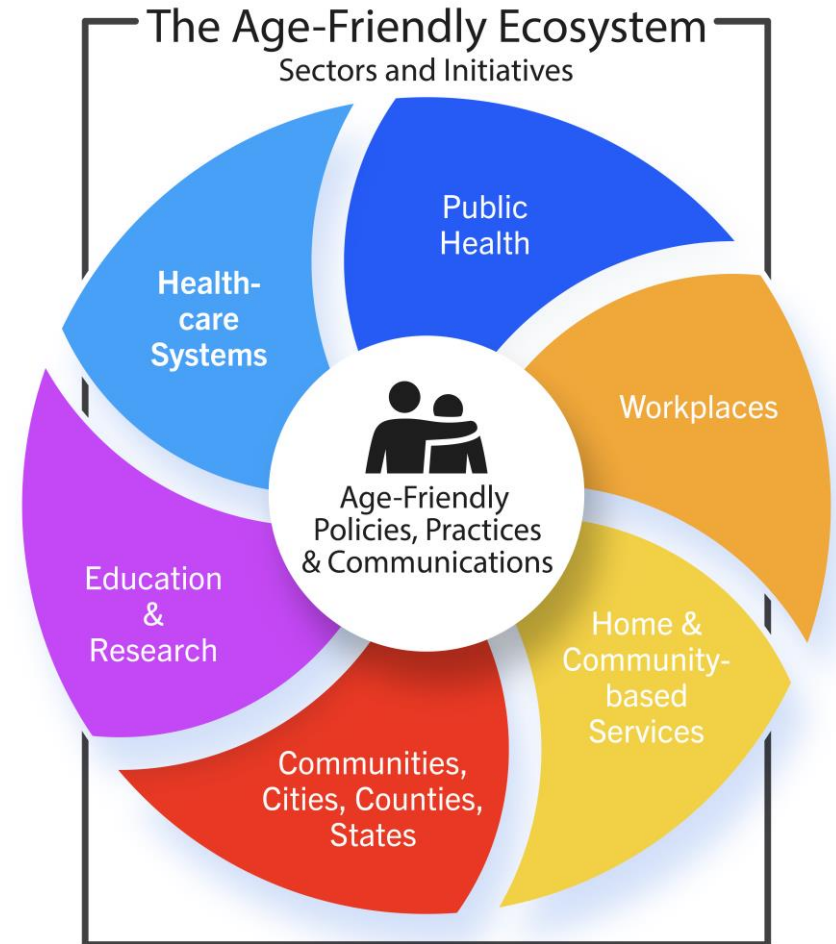 The Age-Friendly Ecosystem
Sectors and Initiatives
Public
Health
Health-
care
Systems
Workplaces
Age-Friendly
Policies, Practices
& Communications
Education
&
Research
Home &
Community-
based
Services
Communities,
Cities, Counties,
States